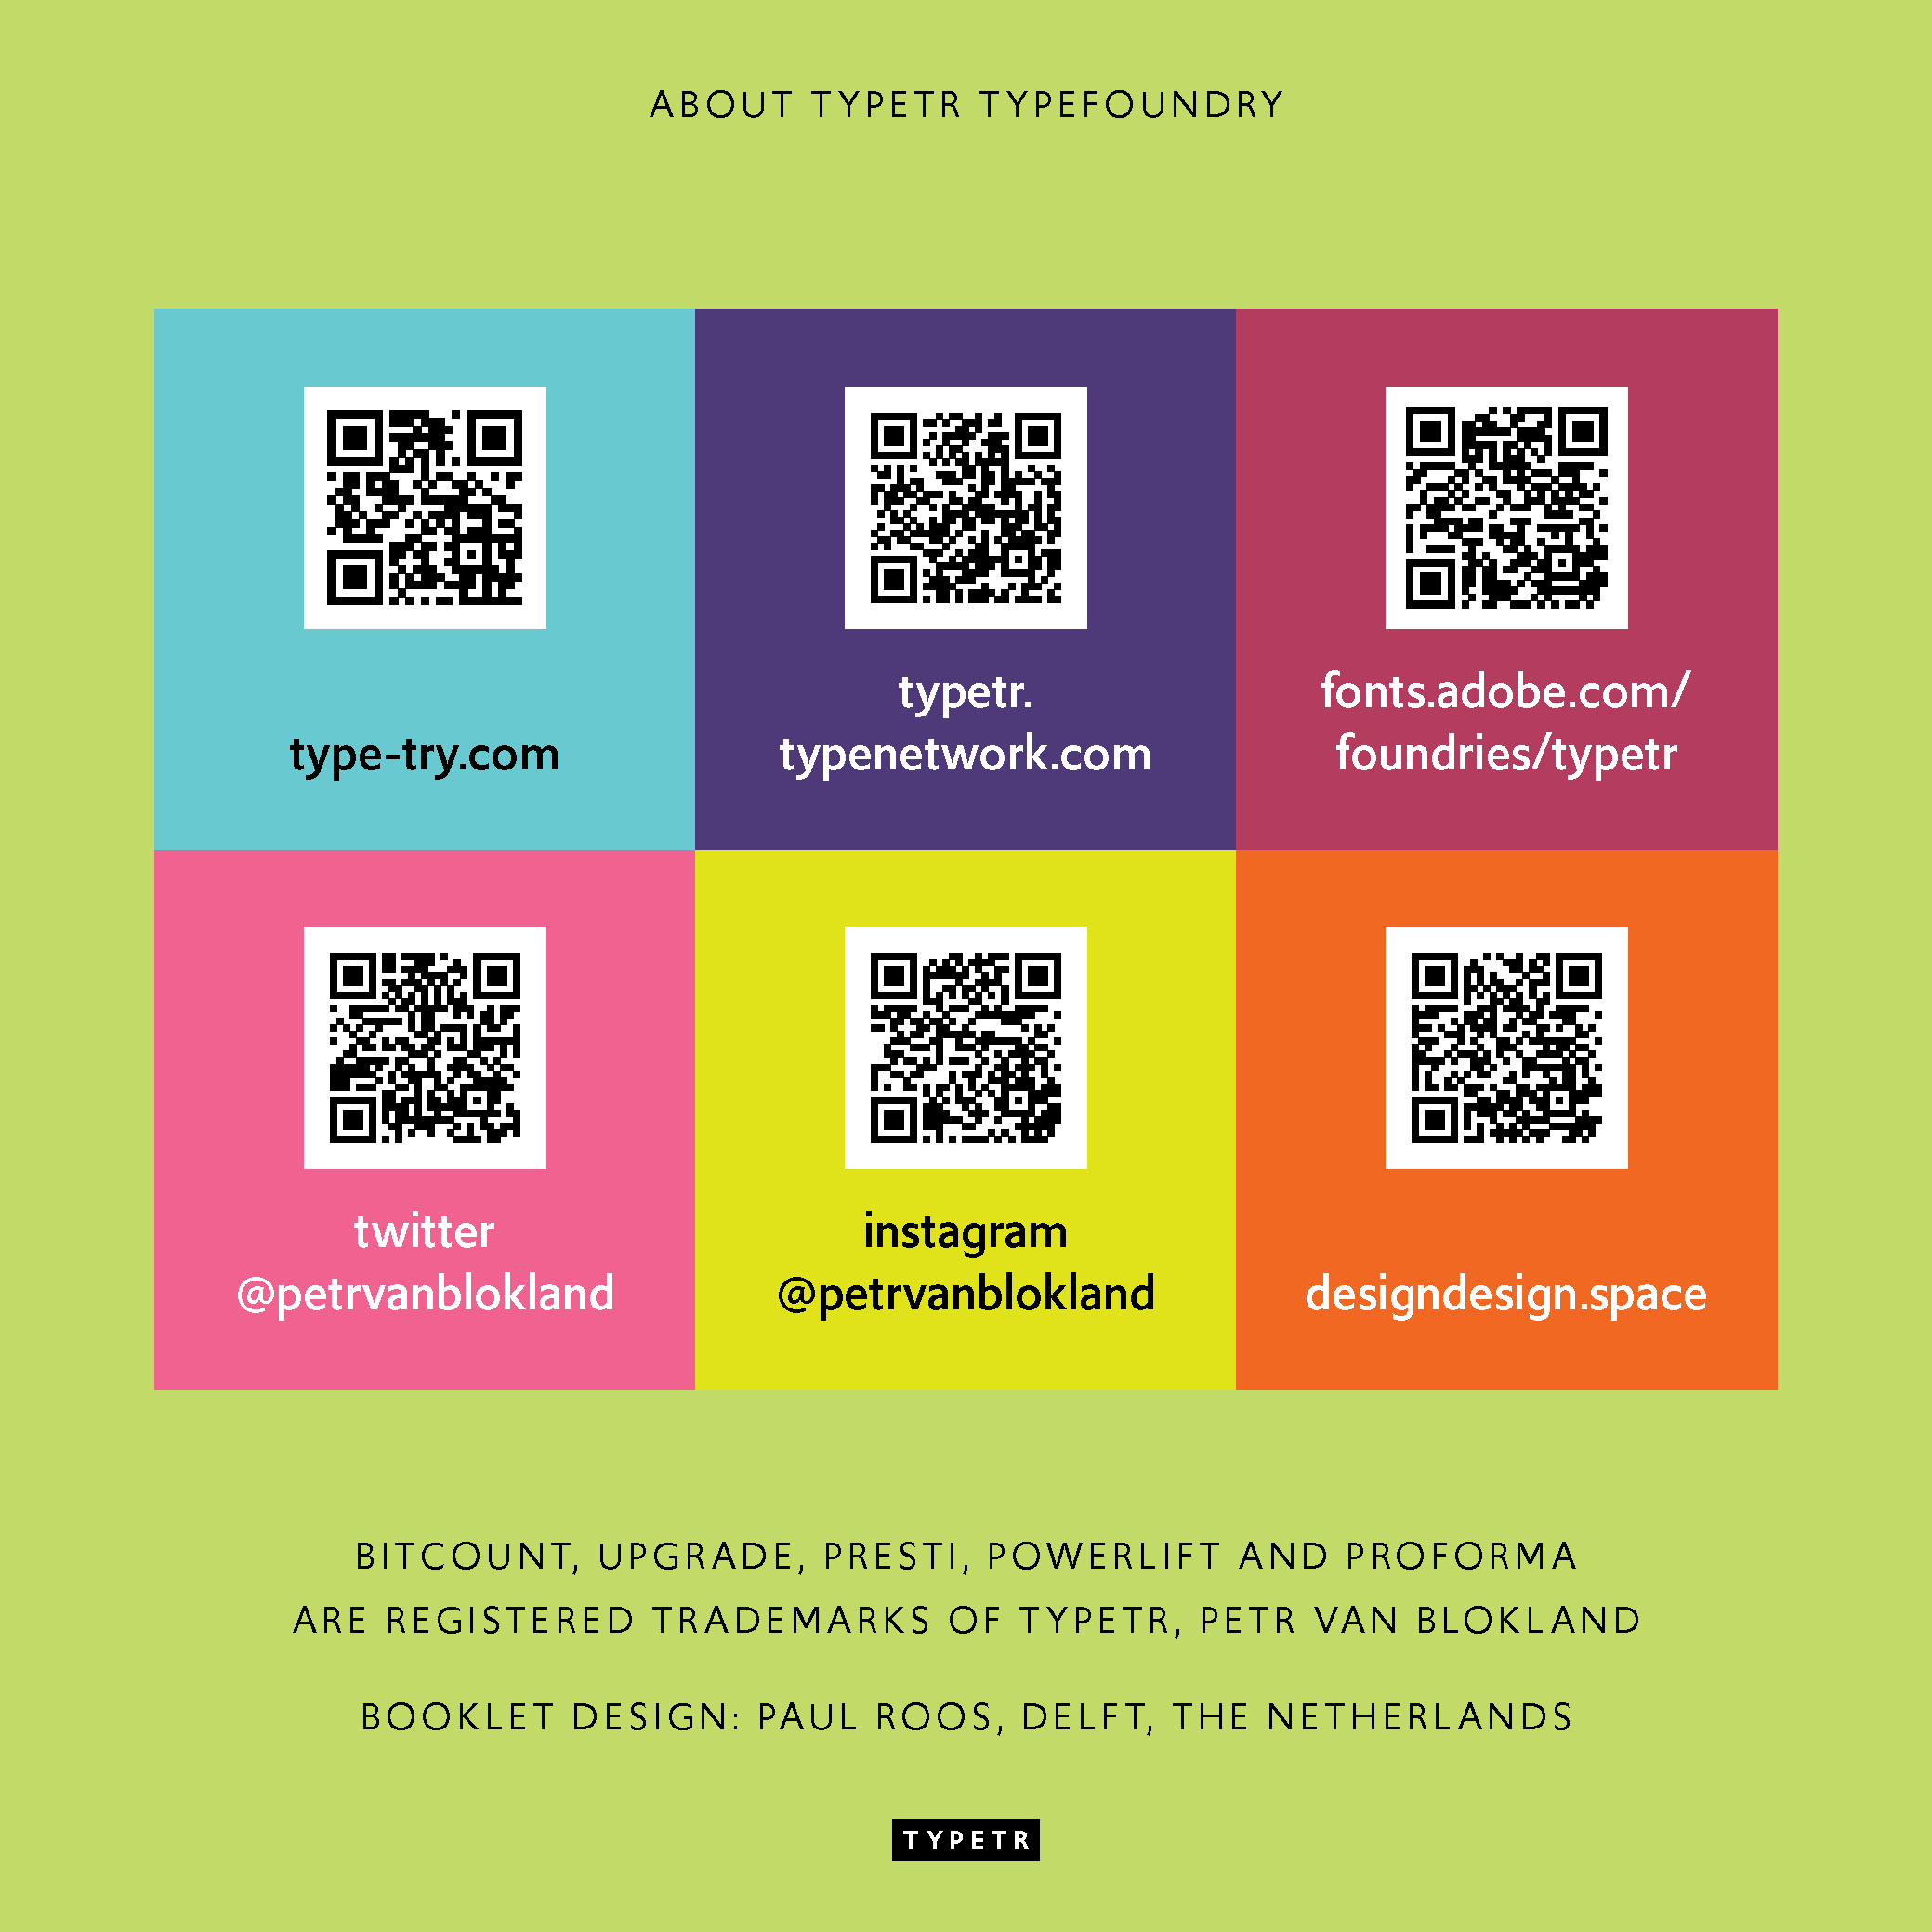 ABOUT TYPETR TYPEFOUNDRY
type-try.com
typetr.
typenetwork.com
fonts.adobe.com/
foundries/typetr
twitter
@petrvanblokland
instagram
@petrvanblokland
designdesign.space
BITCOUNT, UPGRADE, PRESTI, POWERLIFT AND PROFORMA
ARE REGISTERED TRADEMARKS OF TYPETR, PETR VAN BLOKLAND
BOOKLET DESIGN: PAUL ROOS, DELFT, THE NETHERLANDS
TYPETR